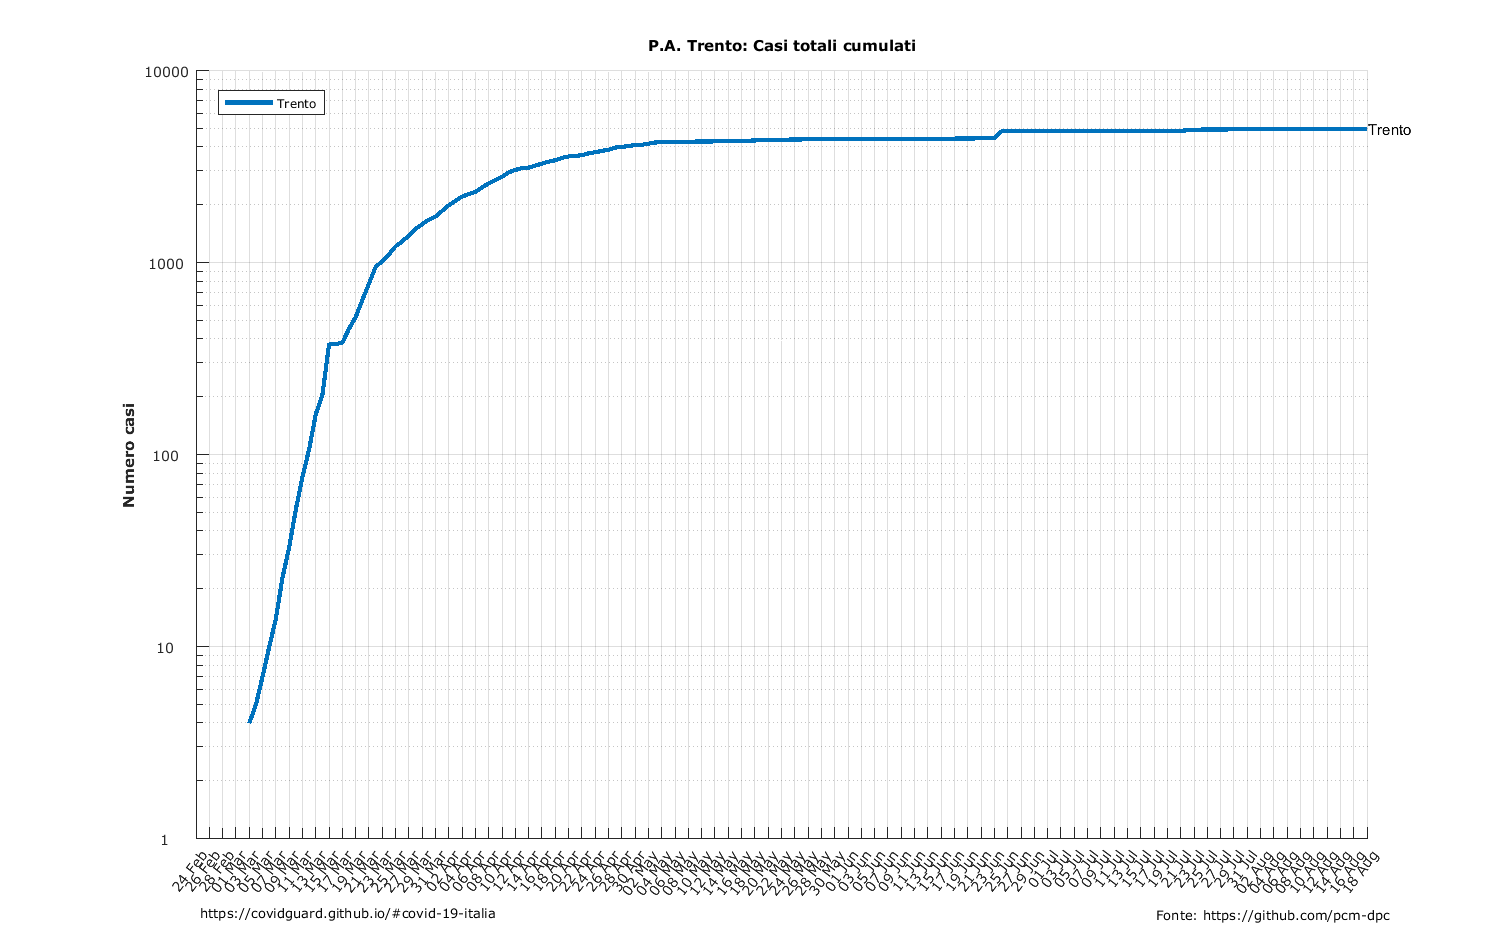 P.A. Trento: Casi totali cumulati
10000
1000
100
10
1
Numero casi
Trento
Trento
24 Feb
26 Feb
28 Feb
01 Mar
03 Mar
05 Mar
07 Mar
09 Mar
11 Mar
13 Mar
15 Mar
17 Mar
19 Mar
21 Mar
23 Mar
25 Mar
27 Mar
29 Mar
31 Mar
02 Apr
04 Apr
06 Apr
08 Apr
10 Apr
12 Apr
14 Apr
16 Apr
18 Apr
20 Apr
22 Apr
24 Apr
26 Apr
28 Apr
30 Apr
02 May
04 May
06 May
08 May
10 May
12 May
14 May
16 May
18 May
20 May
22 May
24 May
26 May
28 May
30 May
01 Jun
03 Jun
05 Jun
07 Jun
09 Jun
11 Jun
13 Jun
15 Jun
17 Jun
19 Jun
21 Jun
23 Jun
25 Jun
27 Jun
29 Jun
01 Jul
03 Jul
05 Jul
07 Jul
09 Jul
11 Jul
13 Jul
15 Jul
17 Jul
19 Jul
21 Jul
23 Jul
25 Jul
27 Jul
29 Jul
31 Jul
02 Aug
04 Aug
06 Aug
08 Aug
10 Aug
12 Aug
14 Aug
16 Aug
18 Aug
https://covidguard.github.io/#covid-19-italia
Fonte: https://github.com/pcm-dpc